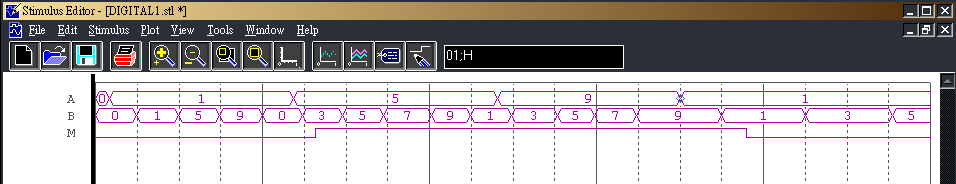 Stimulus Editor - [DIGITAL1.stl *]
File Edit Stimulus Plot View Tools Window Help
01;H
A 0 1 5 9 1
B 0 1 5 9 0 3 5 7 9 1 3 5 7 9 1 3 5
M